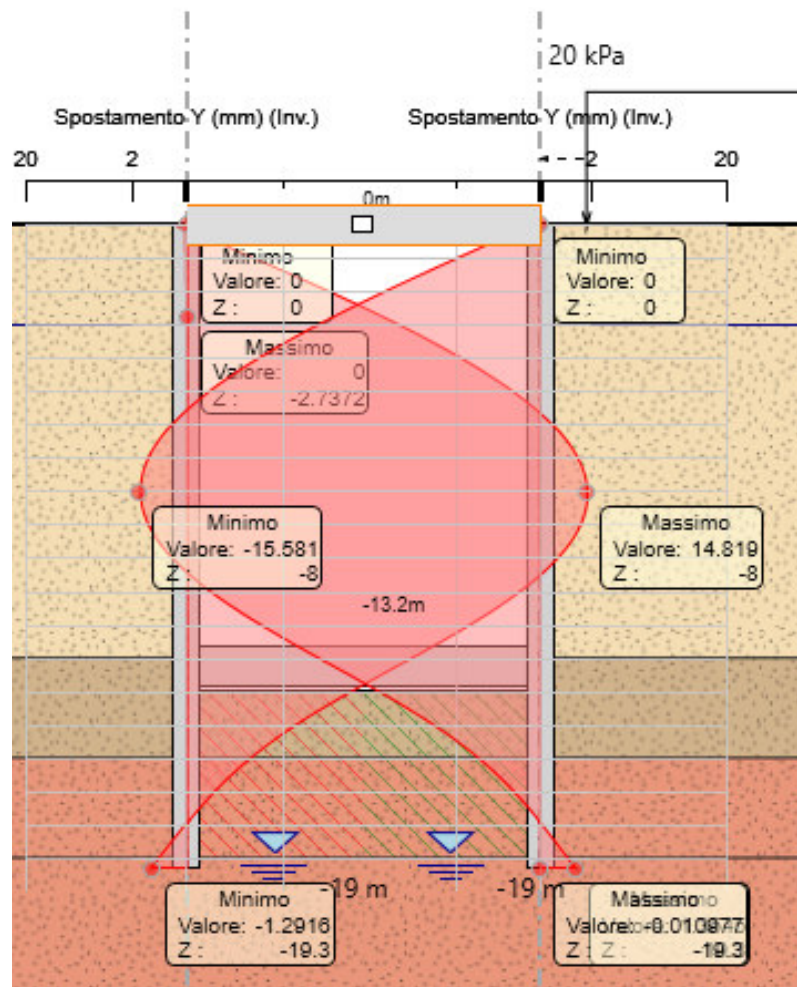 20 kPa
Spostamento Y (mm) (Inv.) Spostamento Y (mm) (Inv.)
20 2 2 20
0m
Minimo
Valore: 0
Z : 0
Minimo
Valore: 0
Z : 0
Massimo
Valore: 0
Z : -2.7372
Minimo
Valore: -15.581
Z : -8
Massimo
Valore: 14.819
Z : -8
-13.2m
-19 m -19 m
Minimo
Valore: -1.2916
Z : -19.3
Massimo
Z : -19.3